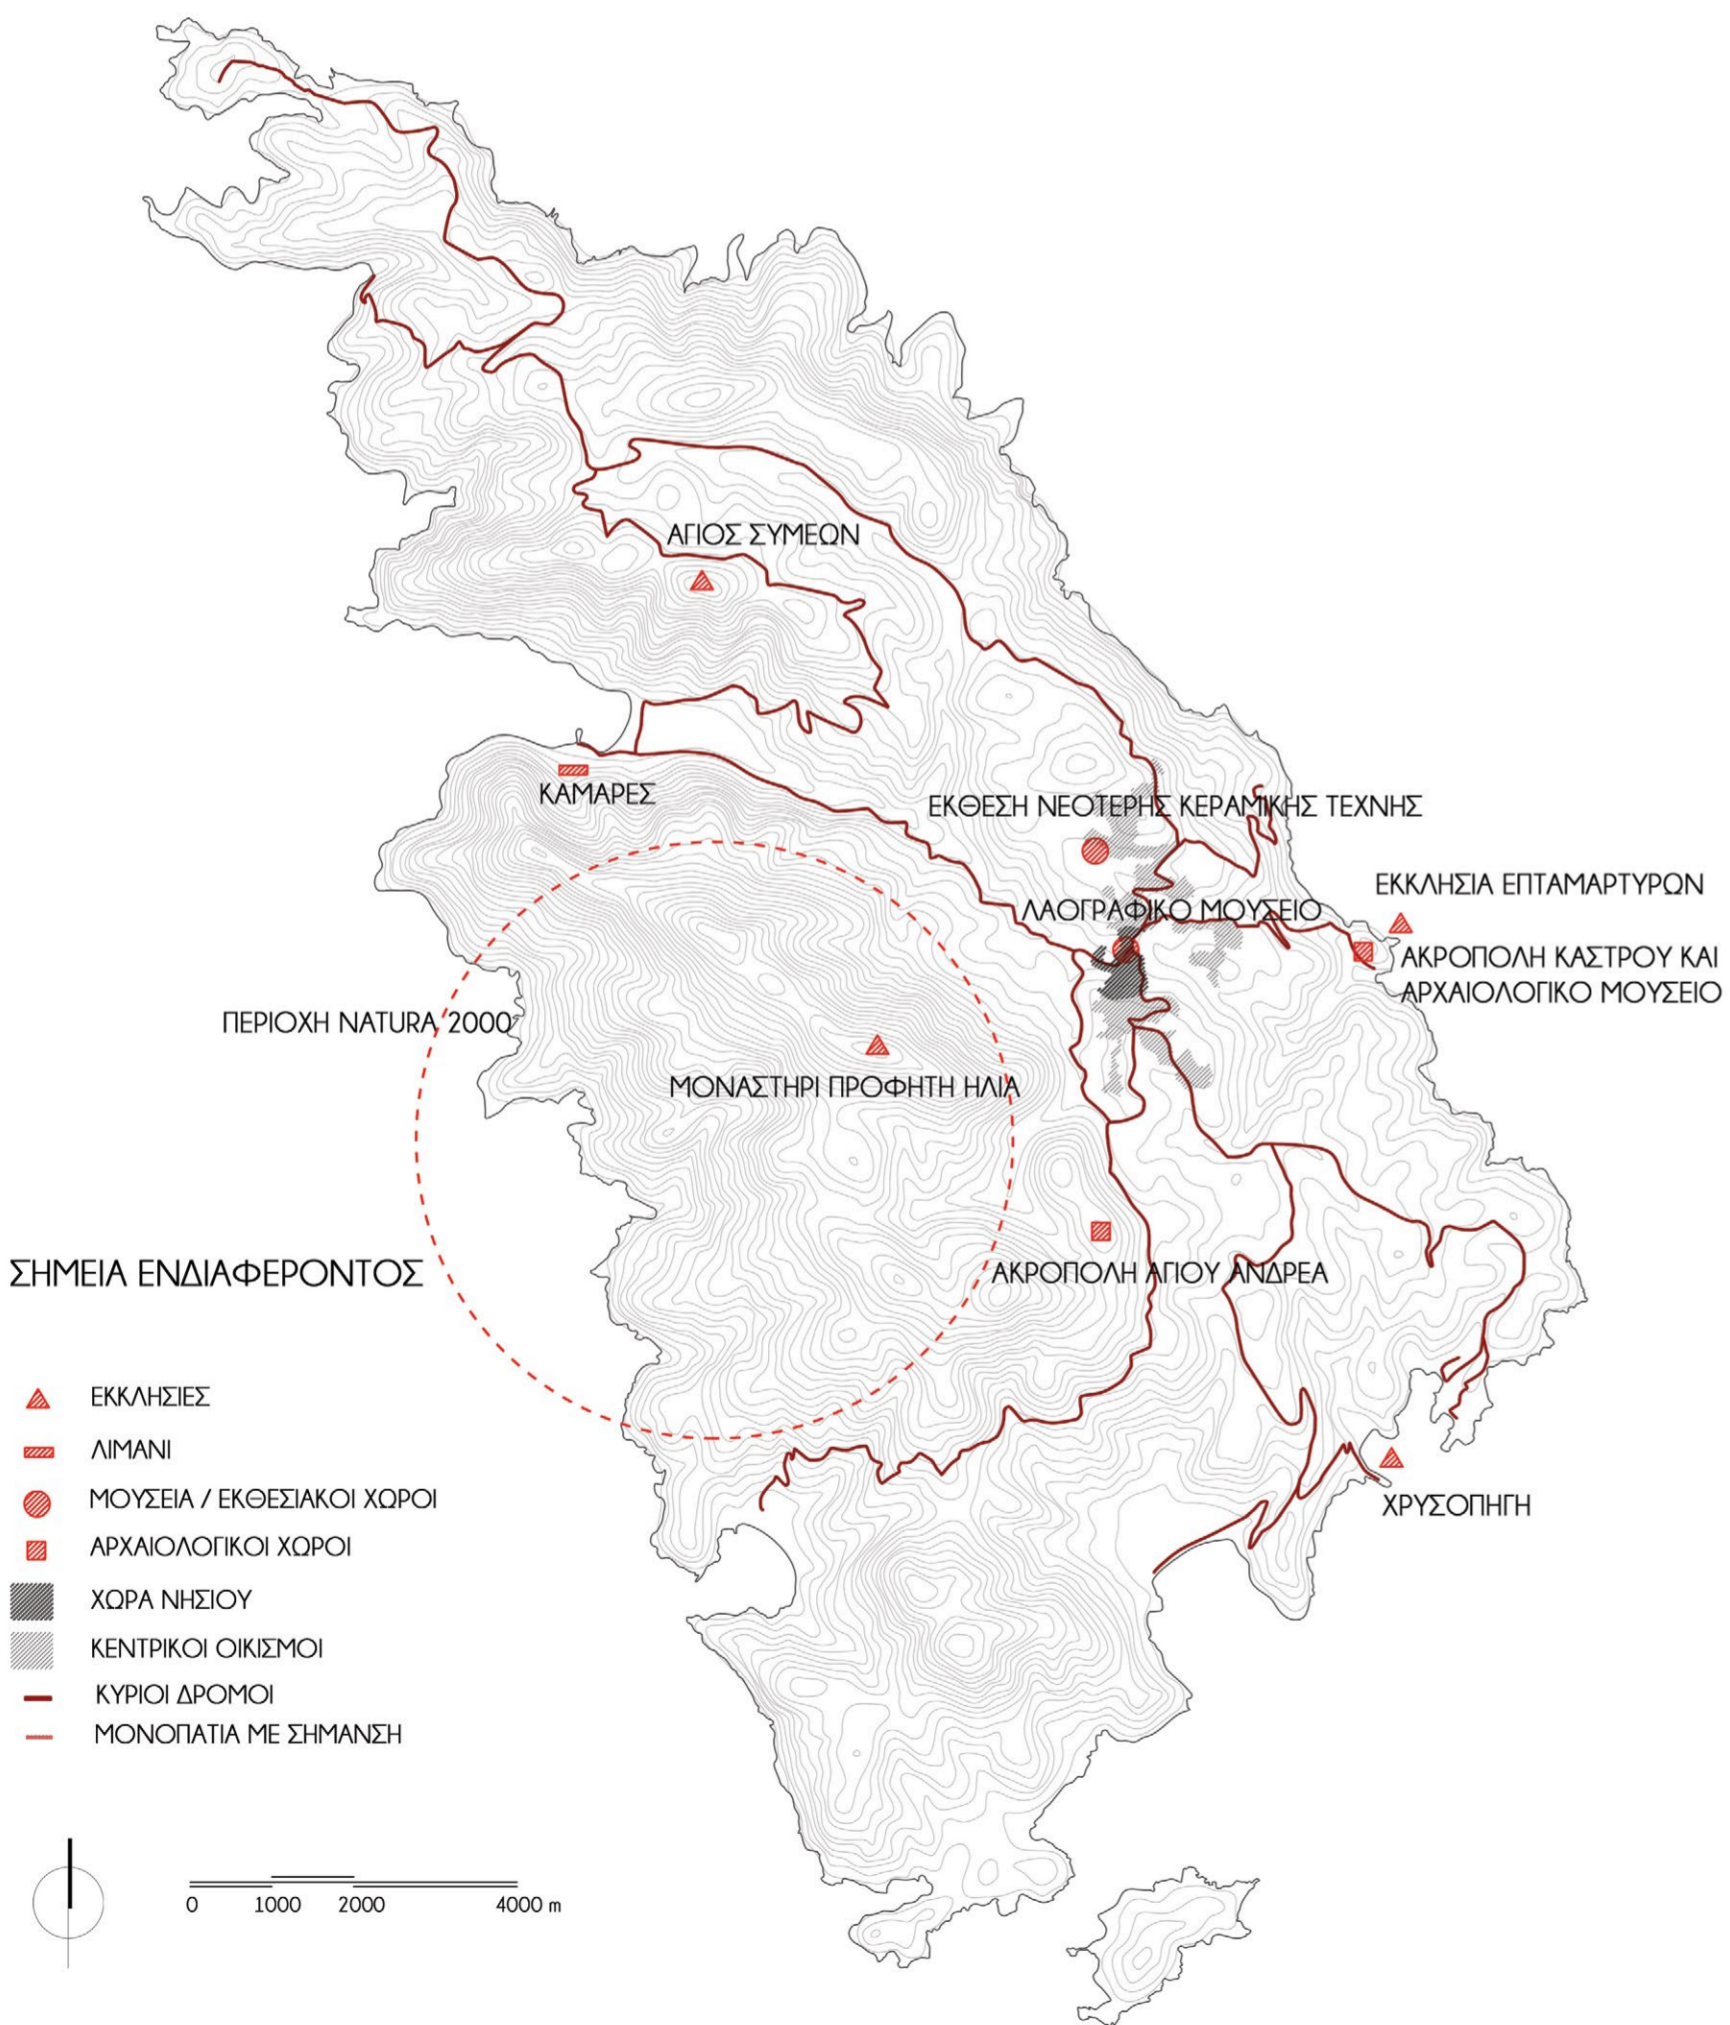 ΑΓΙΟΣ ΣΥΜΕΩΝ
ΚΑΜΑΡΕΣ
ΕΚΘΕΣΗ ΝΕΟΤΕΡΗΣ ΚΕΡΑΜΙΚΗΣ ΤΕΧΝΗΣ
ΕΚΚΛΗΣΙΑ ΕΠΤΑΜΑΡΤΥΡΩΝ
ΛΑΟΓΡΑΦΙΚΟ ΜΟΥΣΕΙΟ
ΑΚΡΟΠΟΛΗ ΚΑΣΤΡΟΥ ΚΑΙ
ΑΡΧΑΙΟΛΟΓΙΚΟ ΜΟΥΣΕΙΟ
ΠΕΡΙΟΧΗ NATURA 2000
ΜΟΝΑΣΤΗΡΙ ΠΡΟΦΗΤΗ ΗΛΙΑ
ΑΚΡΟΠΟΛΗ ΑΓΙΟΥ ΑΝΔΡΕΑ
ΧΡΥΣΟΠΗΓΗ
ΣΗΜΕΙΑ ΕΝΔΙΑΦΕΡΟΝΤΟΣ
ΕΚΚΛΗΣΙΕΣ
ΛΙΜΑΝΙ
ΜΟΥΣΕΙΑ / ΕΚΘΕΣΙΑΚΟΙ ΧΩΡΟΙ
ΑΡΧΑΙΟΛΟΓΙΚΟΙ ΧΩΡΟΙ
ΧΩΡΑ ΝΗΣΙΟΥ
ΚΕΝΤΡΙΚΟΙ ΟΙΚΙΣΜΟΙ
ΚΥΡΙΟΙ ΔΡΟΜΟΙ
ΜΟΝΟΠΑΤΙΑ ΜΕ ΣΗΜΑΝΣΗ
0 1000 2000 4000 m